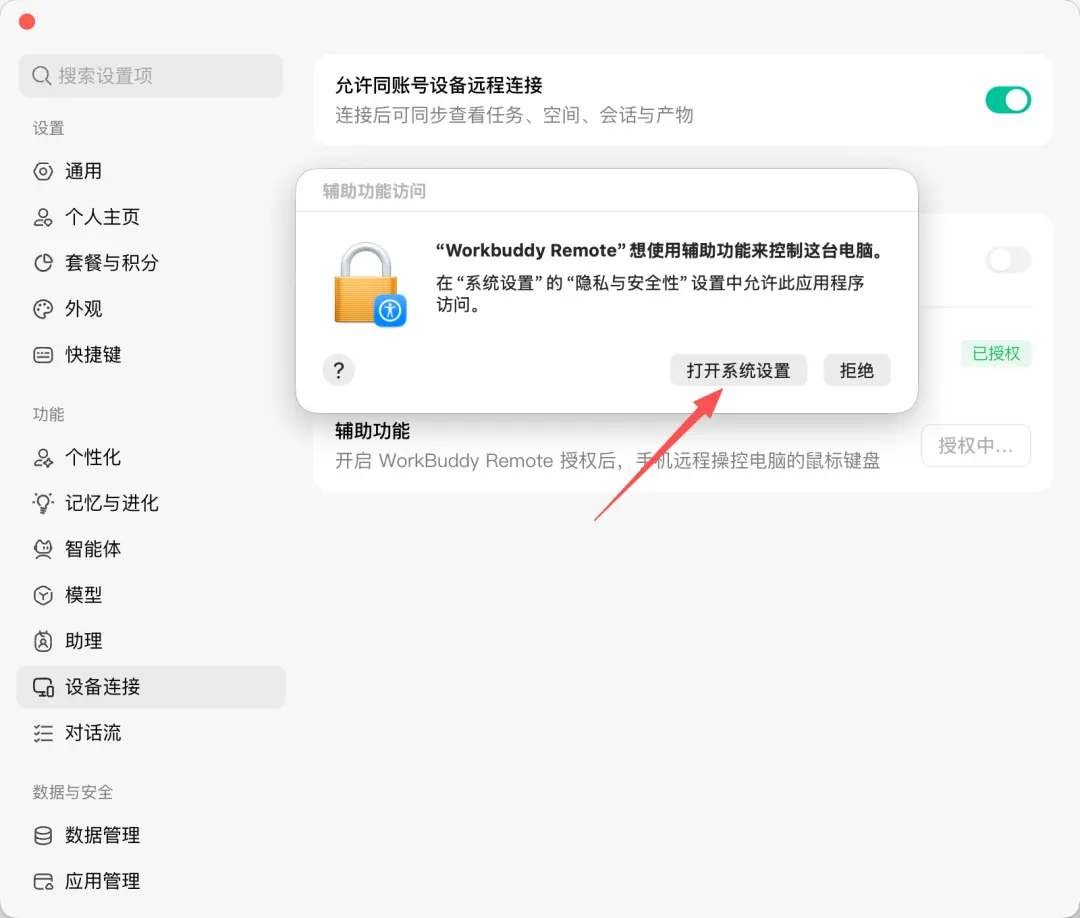 搜索设置项
设置
通用
个人主页
套餐与积分
外观
快捷键
功能
个性化
记忆与进化
智能体
模型
助理
设备连接
对话流
数据与安全
数据管理
应用管理
允许同账号设备远程连接
连接后可同步查看任务、空间、会话与产物
辅助功能访问
“Workbuddy Remote”想使用辅助功能来控制这台电脑。
在“系统设置”的“隐私与安全性”设置中允许此应用程序
访问。
?
打开系统设置
拒绝
已授权
辅助功能
开启 WorkBuddy Remote 授权后，手机远程操控电脑的鼠标键盘
授权中...